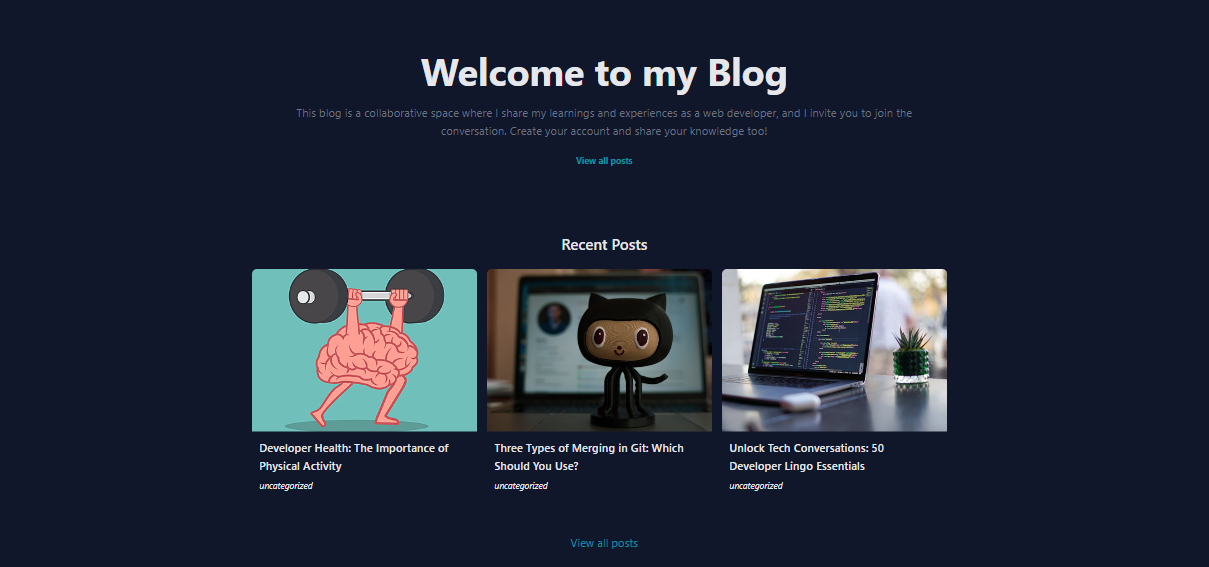 Welcome to my Blog
This blog is a collaborative space where I share my learnings and experiences as a web developer, and I invite you to join the
conversation. Create your account and share your knowledge too!
View all posts
Recent Posts
Developer Health: The Importance of
Physical Activity
uncategorized
Three Types of Merging in Git: Which
Should You Use?
uncategorized
Unlock Tech Conversations: 50
Developer Lingo Essentials
uncategorized
View all posts